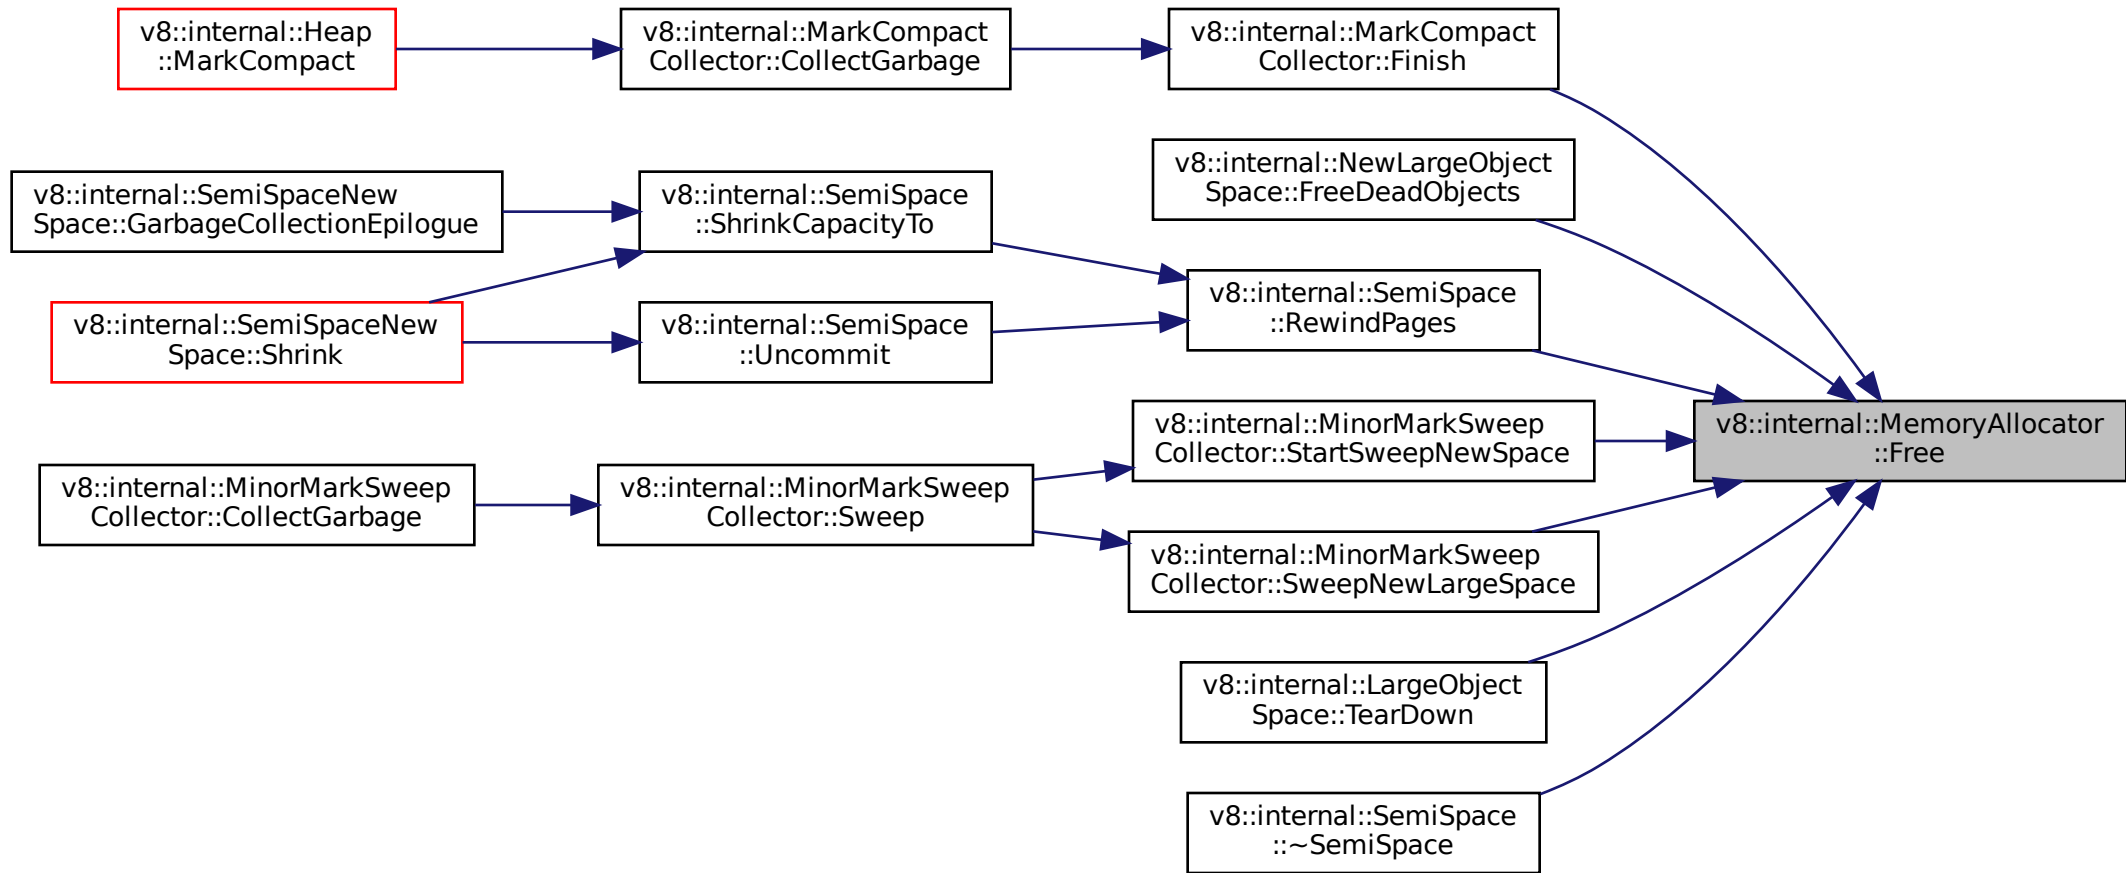 v8::internal::Heap
::MarkCompact
v8::internal::MarkCompact
Collector::CollectGarbage
v8::internal::MarkCompact
Collector::Finish
v8::internal::NewLargeObject
Space::FreeDeadObjects
v8::internal::SemiSpaceNew
Space::GarbageCollectionEpilogue
v8::internal::SemiSpace
::ShrinkCapacityTo
v8::internal::SemiSpace
::RewindPages
v8::internal::SemiSpaceNew
Space::Shrink
v8::internal::SemiSpace
::Uncommit
v8::internal::MinorMarkSweep
Collector::StartSweepNewSpace
v8::internal::MemoryAllocator
::Free
v8::internal::MinorMarkSweep
Collector::CollectGarbage
v8::internal::MinorMarkSweep
Collector::Sweep
v8::internal::MinorMarkSweep
Collector::SweepNewLargeSpace
v8::internal::LargeObject
Space::TearDown
v8::internal::SemiSpace
::~SemiSpace